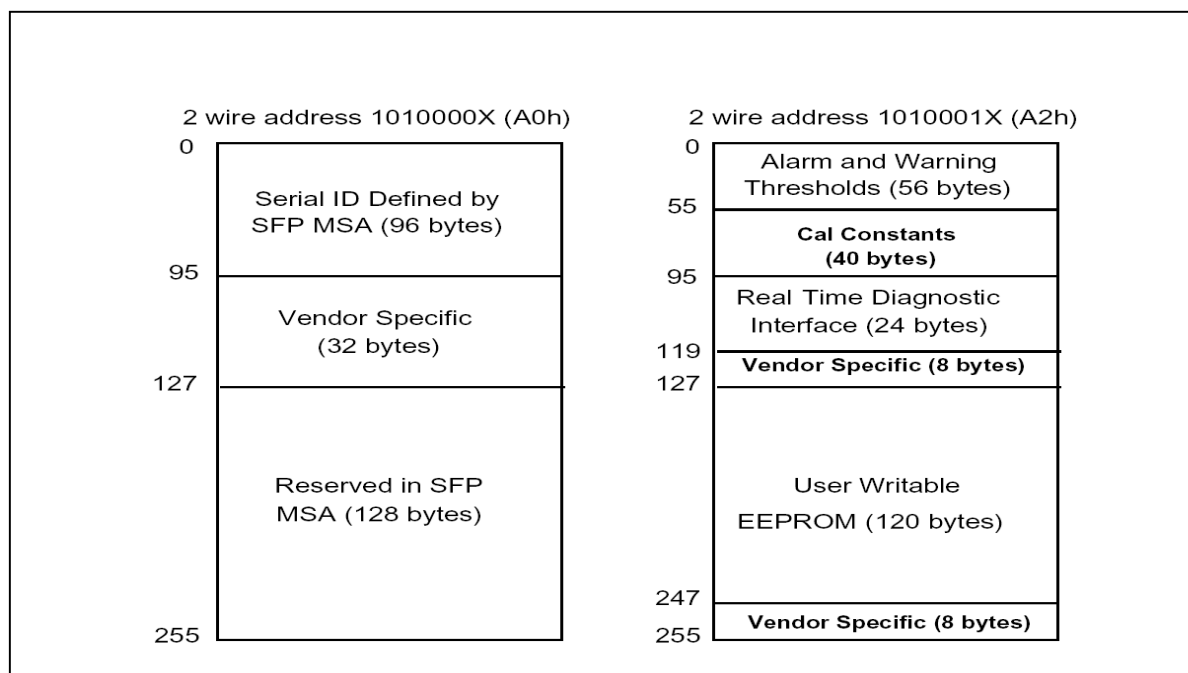 2 wire address 1010000X (A0h)
0
Serial ID Defined by
SFP MSA (96 bytes)
95
Vendor Specific
(32 bytes)
127
Reserved in SFP
MSA (128 bytes)
255
2 wire address 1010001X (A2h)
0
Alarm and Warning
Thresholds (56 bytes)
55
Cal Constants
(40 bytes)
95
Real Time Diagnostic
Interface (24 bytes)
119
Vendor Specific (8 bytes)
127
User Writable
EEPROM (120 bytes)
247
Vendor Specific (8 bytes)
255